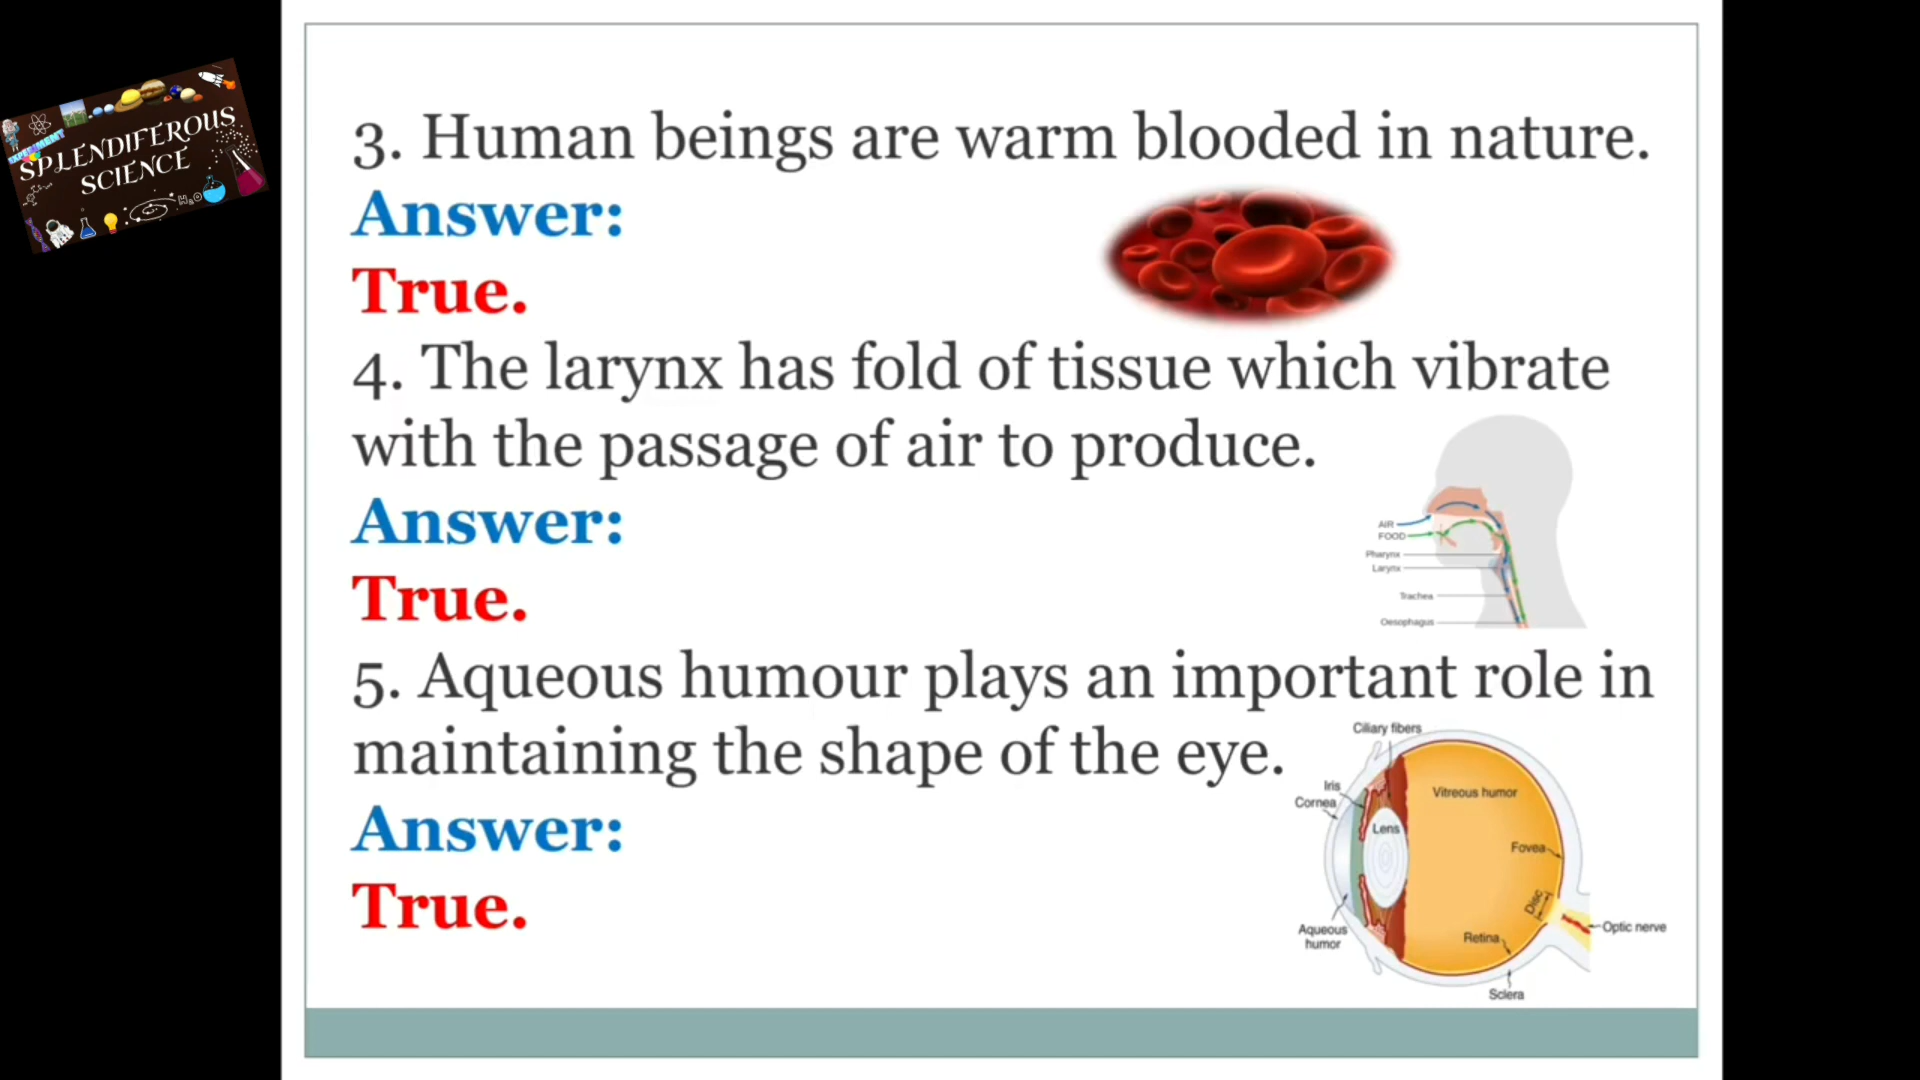 EXPERIMENT
SPLENDIFEROUS
SCIENCE
H₂O
3. Human beings are warm blooded in nature.
Answer:
True.
4. The larynx has fold of tissue which vibrate
with the passage of air to produce.
Answer:
True.
AIR
FOOD
Pharynx
Larynx
Trachea
Oesophagus
5. Aqueous humour plays an important role in
maintaining the shape of the eye.
Answer:
True.
Ciliary fibers
Iris
Cornea
Vitreous humor
Lens
Fovea
Disc
Aqueous
humor
Retina
Optic nerve
Sclera